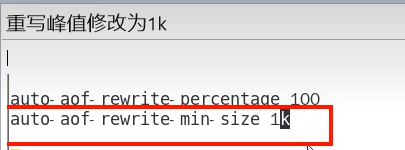 重写峰值修改为1k
auto-aof-rewrite-percentage 100
auto-aof-rewrite-min-size 1k